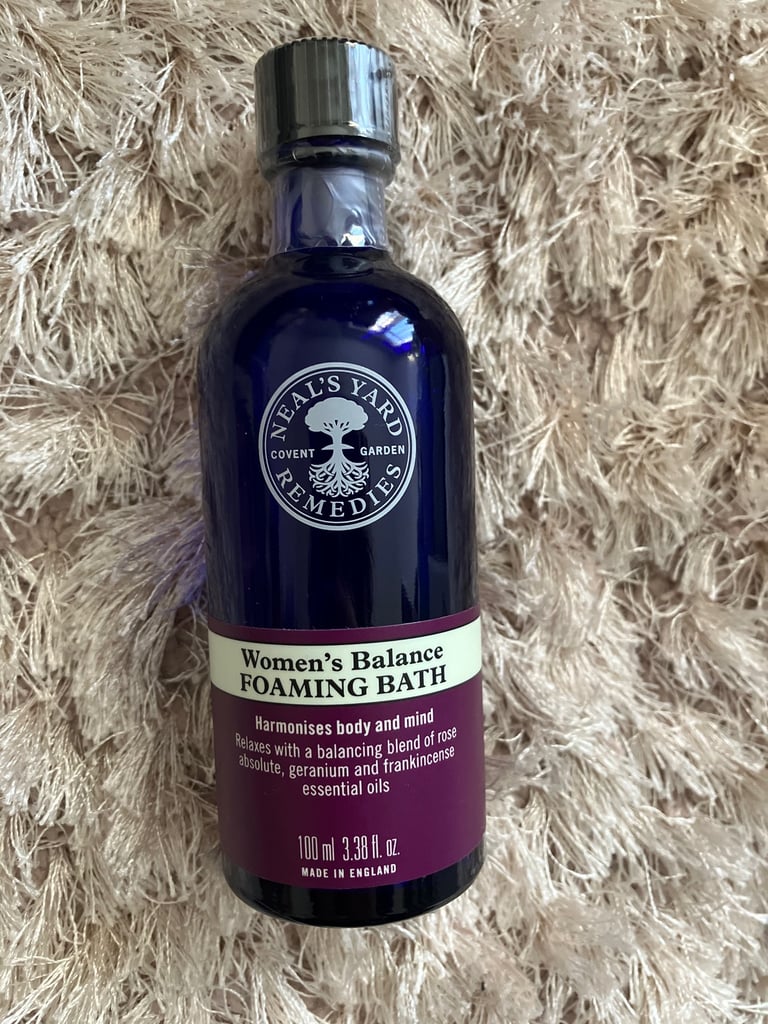 NEAL'S YARD
COVENT GARDEN
REMEDIES
Women's Balance
FOAMING BATH
Harmonises body and mind
Relaxes with a balancing blend of rose
absolute, geranium and frankincense
essential oils
100 ml 3.38 fl. oz.
MADE IN ENGLAND